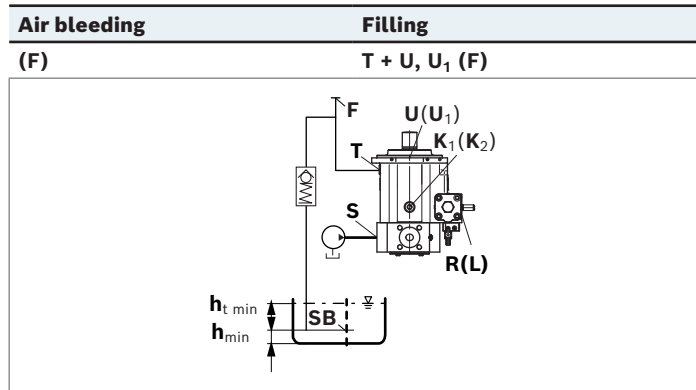 Air bleeding Filling
(F) T + U, U₁ (F)
F
U(U₁)
K₁(K₂)
T
S
R(L)
hₜ ₘᵢₙ
SB
hₘᵢₙ